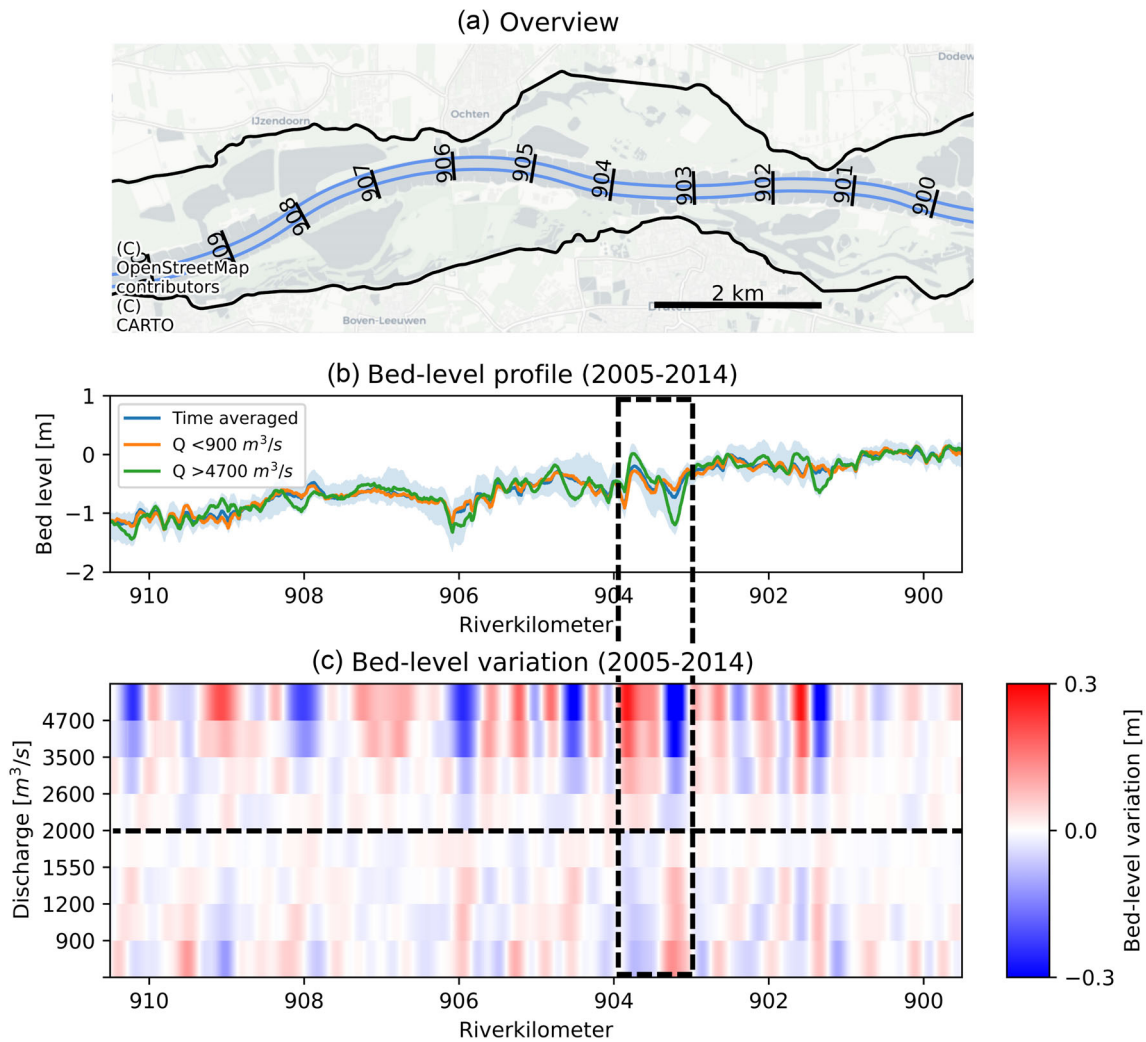 (a) Overview
Dodew
IJzendoorn
Ochten
906
905
904
903
902
901
900
907
908
(C)
OpenStreetMap
contributors
(C)
CARTO
2 km
Druten
Boven-Leeuwen
(b) Bed-level profile (2005-2014)
Bed level [m]
1
0
−1
−2
Time averaged
Q <900 m³/s
Q >4700 m³/s
910 908 906 904 902 900
Riverkilometer
(c) Bed-level variation (2005-2014)
Discharge [m³/s]
4700
3500
2600
2000
1550
1200
900
910 908 906 904 902 900
Riverkilometer
0.3
0.0
−0.3
Bed-level variation [m]